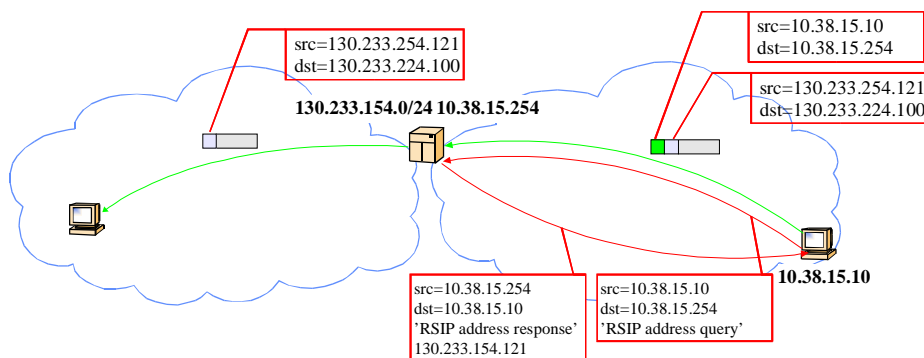 src=130.233.254.121
dst=130.233.224.100
src=10.38.15.10
dst=10.38.15.254
src=130.233.254.121
dst=130.233.224.100
130.233.154.0/24 10.38.15.254
10.38.15.10
src=10.38.15.254
dst=10.38.15.10
'RSIP address response'
130.233.154.121
src=10.38.15.10
dst=10.38.15.254
'RSIP address query'